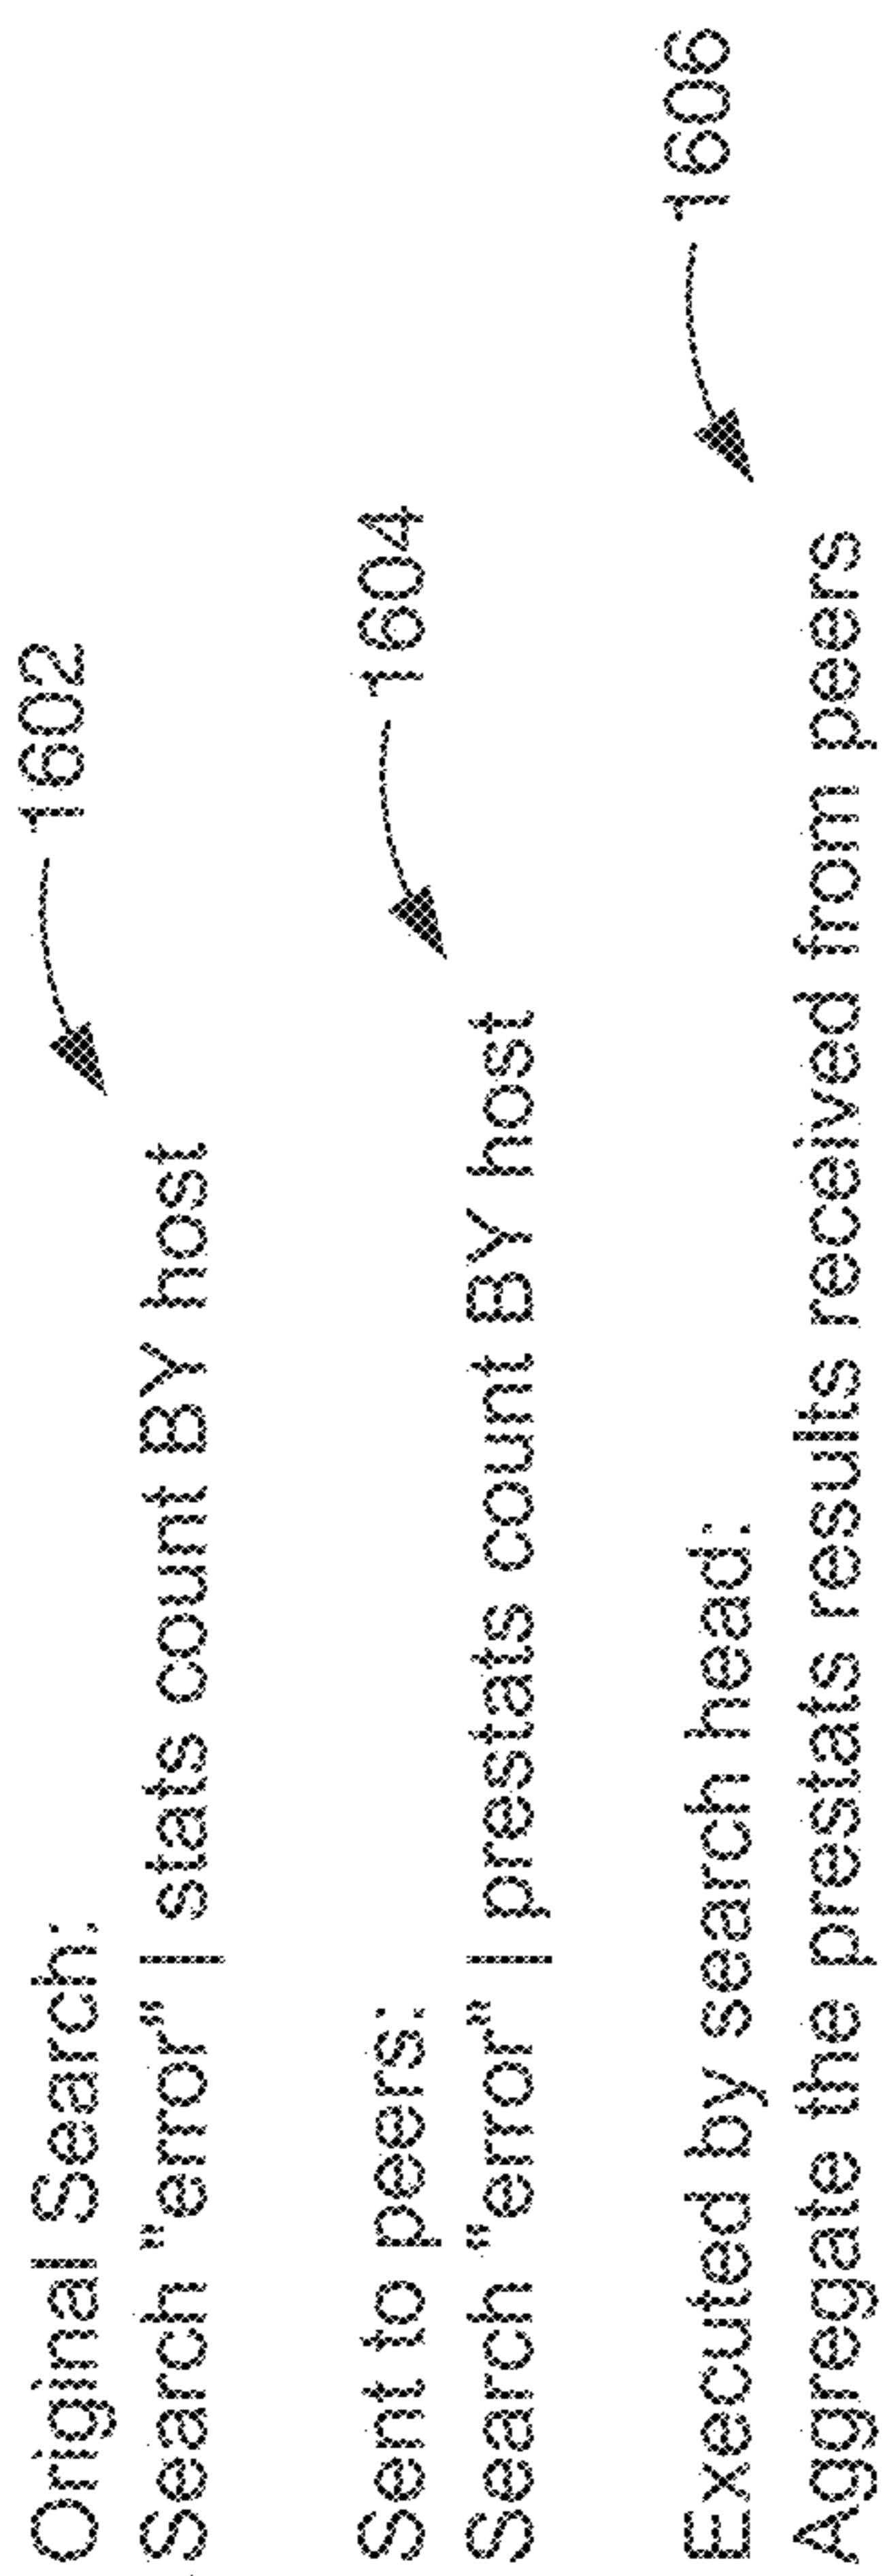 Original Search: 1602
Search "error" | stats count BY host
Sent to peers: 1604
Search "error" | prestats count BY host
Executed by search head: 1606
Aggregate the prestats results received from peers